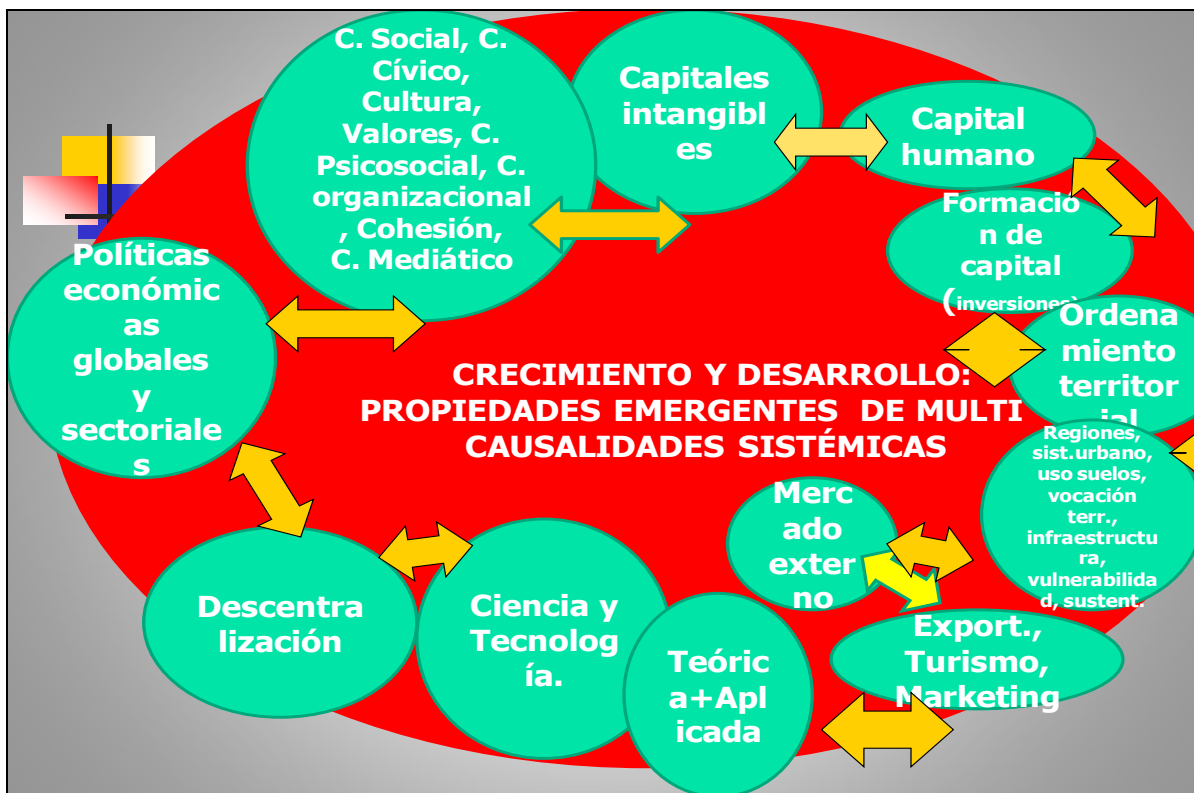 C. Social, C.
Cívico,
Cultura,
Valores, C.
Psicosocial, C.
organizacional
, Cohesión,
C. Mediático
Capitales
intangibl
es
Capital
humano
Formació
n de
capital
(inversiones)
Ordena
miento
territor
ial
Regiones,
sist.urbano,
uso suelos,
vocación
terr.,
infraestructu
ra,
vulnerabilida
d, sustent.
Políticas
económic
as
globales
y
sectoriale
s
CRECIMIENTO Y DESARROLLO:
PROPIEDADES EMERGENTES DE MULTI
CAUSALIDADES SISTÉMICAS
Merc
ado
exter
no
Export.,
Turismo,
Marketing
Descentra
lización
Ciencia y
Tecnolog
ía.
Teóric
a+Apl
icada